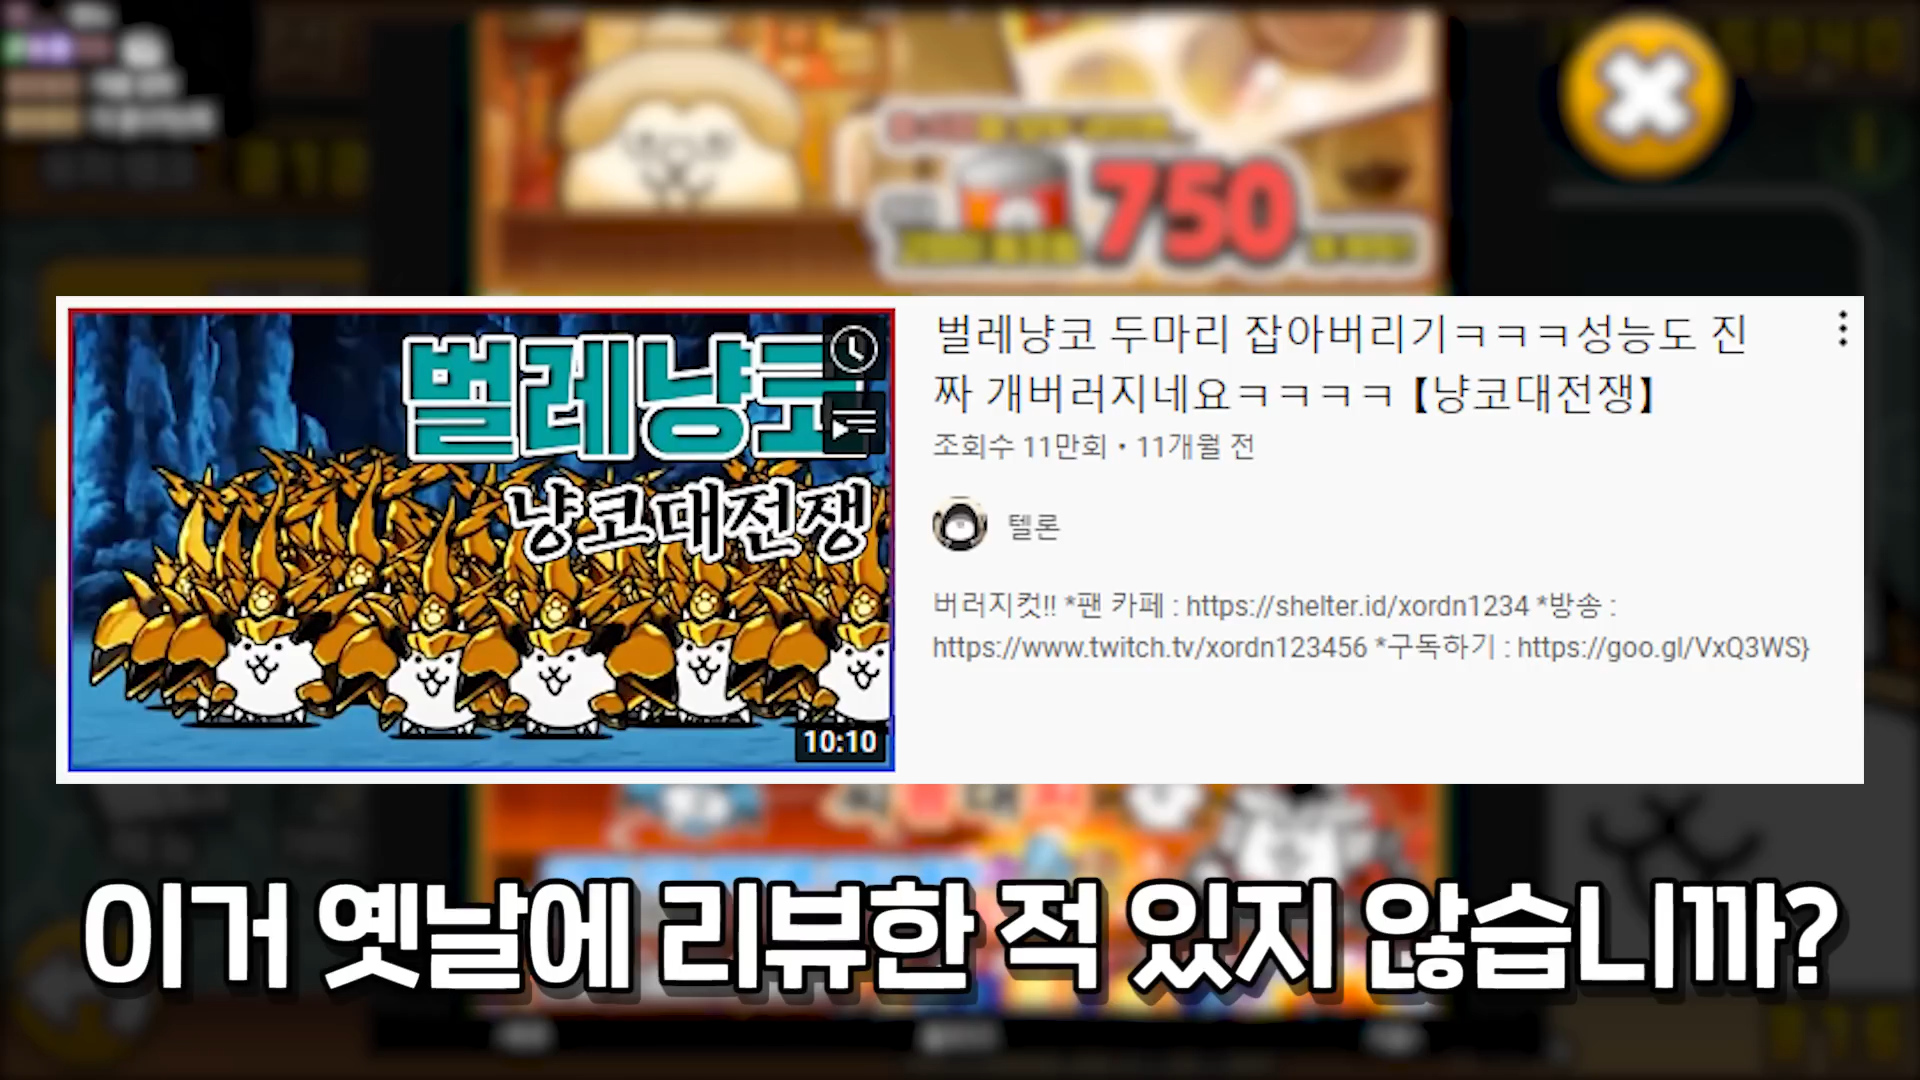 750
벌레냥코
냥코대전쟁
10:10
벌레냥코 두마리 잡아버리기ㅋㅋㅋ성능도 진
짜 개버러지네요ㅋㅋㅋㅋ【냥코대전쟁】
조회수 11만회 • 11개월 전
텔론
버러지컷!! *팬 카페 : https://shelter.id/xordn1234 *방송 :
https://www.twitch.tv/xordn123456 *구독하기 : https://goo.gl/VxQ3WS}
이거 옛날에 리뷰한 적 있지 않습니까?